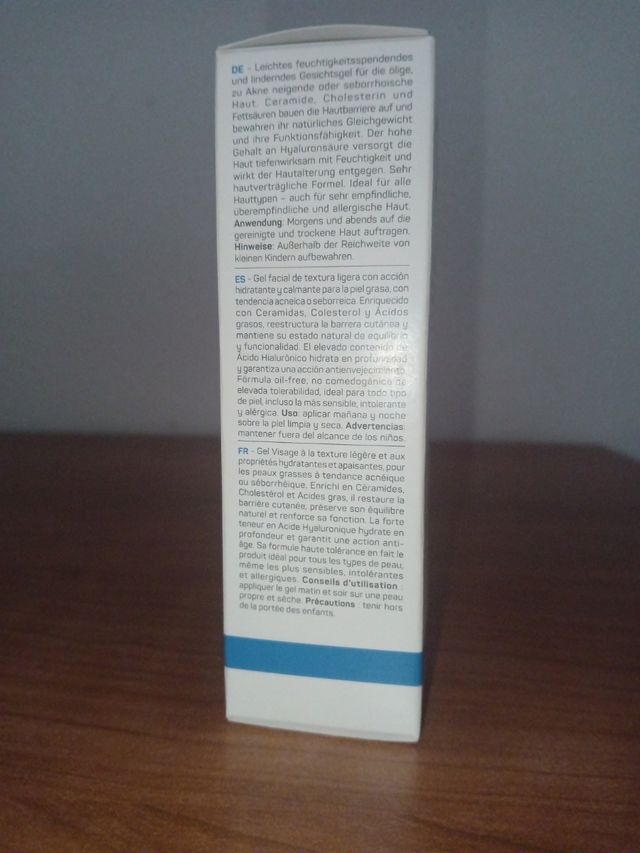 DE - Leichtes feuchtigkeitsspendendes
und linderndes Gesichtsgel für die ölige,
zu Akne neigende oder seborrhoische
Haut. Ceramide, Cholesterin und
Fettsäuren bauen die Hautbarriere auf und
bewahren ihr natürliches Gleichgewicht
und ihre Funktionsfähigkeit. Der hohe
Gehalt an Hyaluronsäure versorgt die
Haut tiefenwirksam mit Feuchtigkeit und
wirkt der Hautalterung entgegen. Sehr
hautverträgliche Formel. Ideal für alle
Hauttypen - auch für sehr empfindliche,
überempfindliche und allergische Haut.
Anwendung: Morgens und abends auf die
gereinigte und trockene Haut auftragen.
Hinweise: Außerhalb der Reichweite von
kleinen Kindern aufbewahren.
ES - Gel facial de textura ligera con acción
hidratante y calmante para la piel grasa, con
tendencia acneica o seborreica. Enriquecido
con Ceramidas, Colesterol y Ácidos
grasos, reestructura la barrera cutánea y
mantiene su estado natural de equilibrio
y funcionalidad. El elevado contenido de
Ácido Hialurónico hidrata en profundidad
y garantiza una acción antienvejecimiento.
Fórmula oil-free, no comedogánica de
elevada tolerabilidad, ideal para todo tipo
de piel, incluso la más sensible, intolerante
y alérgica. Uso: aplicar mañana y noche
sobre la piel limpia y seca. Advertencias:
mantener fuera del alcance de los niños.
FR - Gel Visage à la texture légère et aux
propriétés hydratantes et apaisantes, pour
les peaux grasses à tendance acnéique
ou séborrhéique. Enrichi en Céramides,
Cholestérol et Acides gras, il restaure la
barrière cutanée, préserve son équilibre
naturel et renforce sa fonction. La forte
teneur en Acide Hyaluronique hydrate en
profondeur et garantit une action anti-
âge. Sa formule haute tolérance en fait le
produit idéal pour tous les types de peau,
même les plus sensibles, intolérantes
et allergiques. Conseils d'utilisation :
appliquer le gel matin et soir sur une peau
propre et sèche. Précautions : tenir hors
de la portée des enfants.